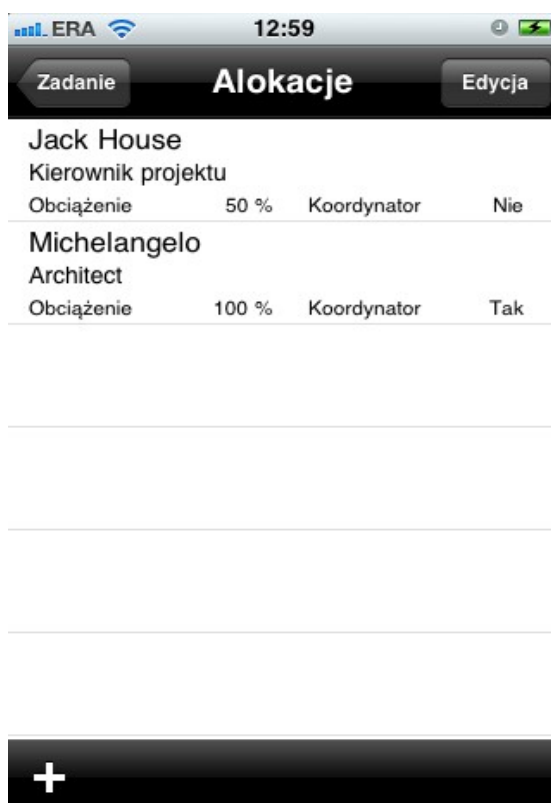 ERA 12:59
Zadanie Alokacje Edycja
Jack House
Kierownik projektu
Obciążenie 50 % Koordynator Nie
Michelangelo
Architect
Obciążenie 100 % Koordynator Tak
+